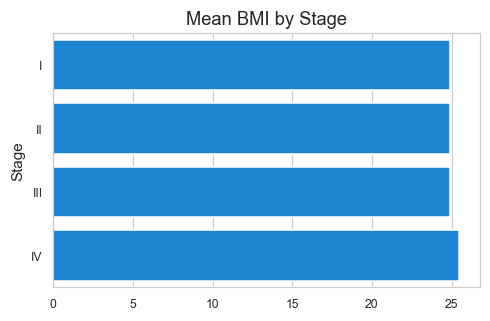 Mean BMI by Stage
Stage
I
II
III
IV
0 5 10 15 20 25